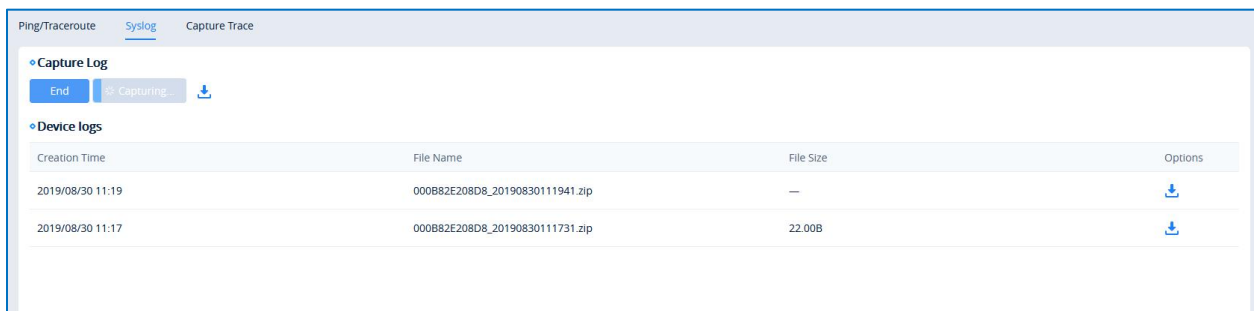 Ping/Traceroute Syslog Capture Trace
Capture Log
End Capturing...
Device logs
Creation Time File Name File Size Options
2019/08/30 11:19 000B82E208D8_20190830111941.zip —
2019/08/30 11:17 000B82E208D8_20190830111731.zip 22.00B